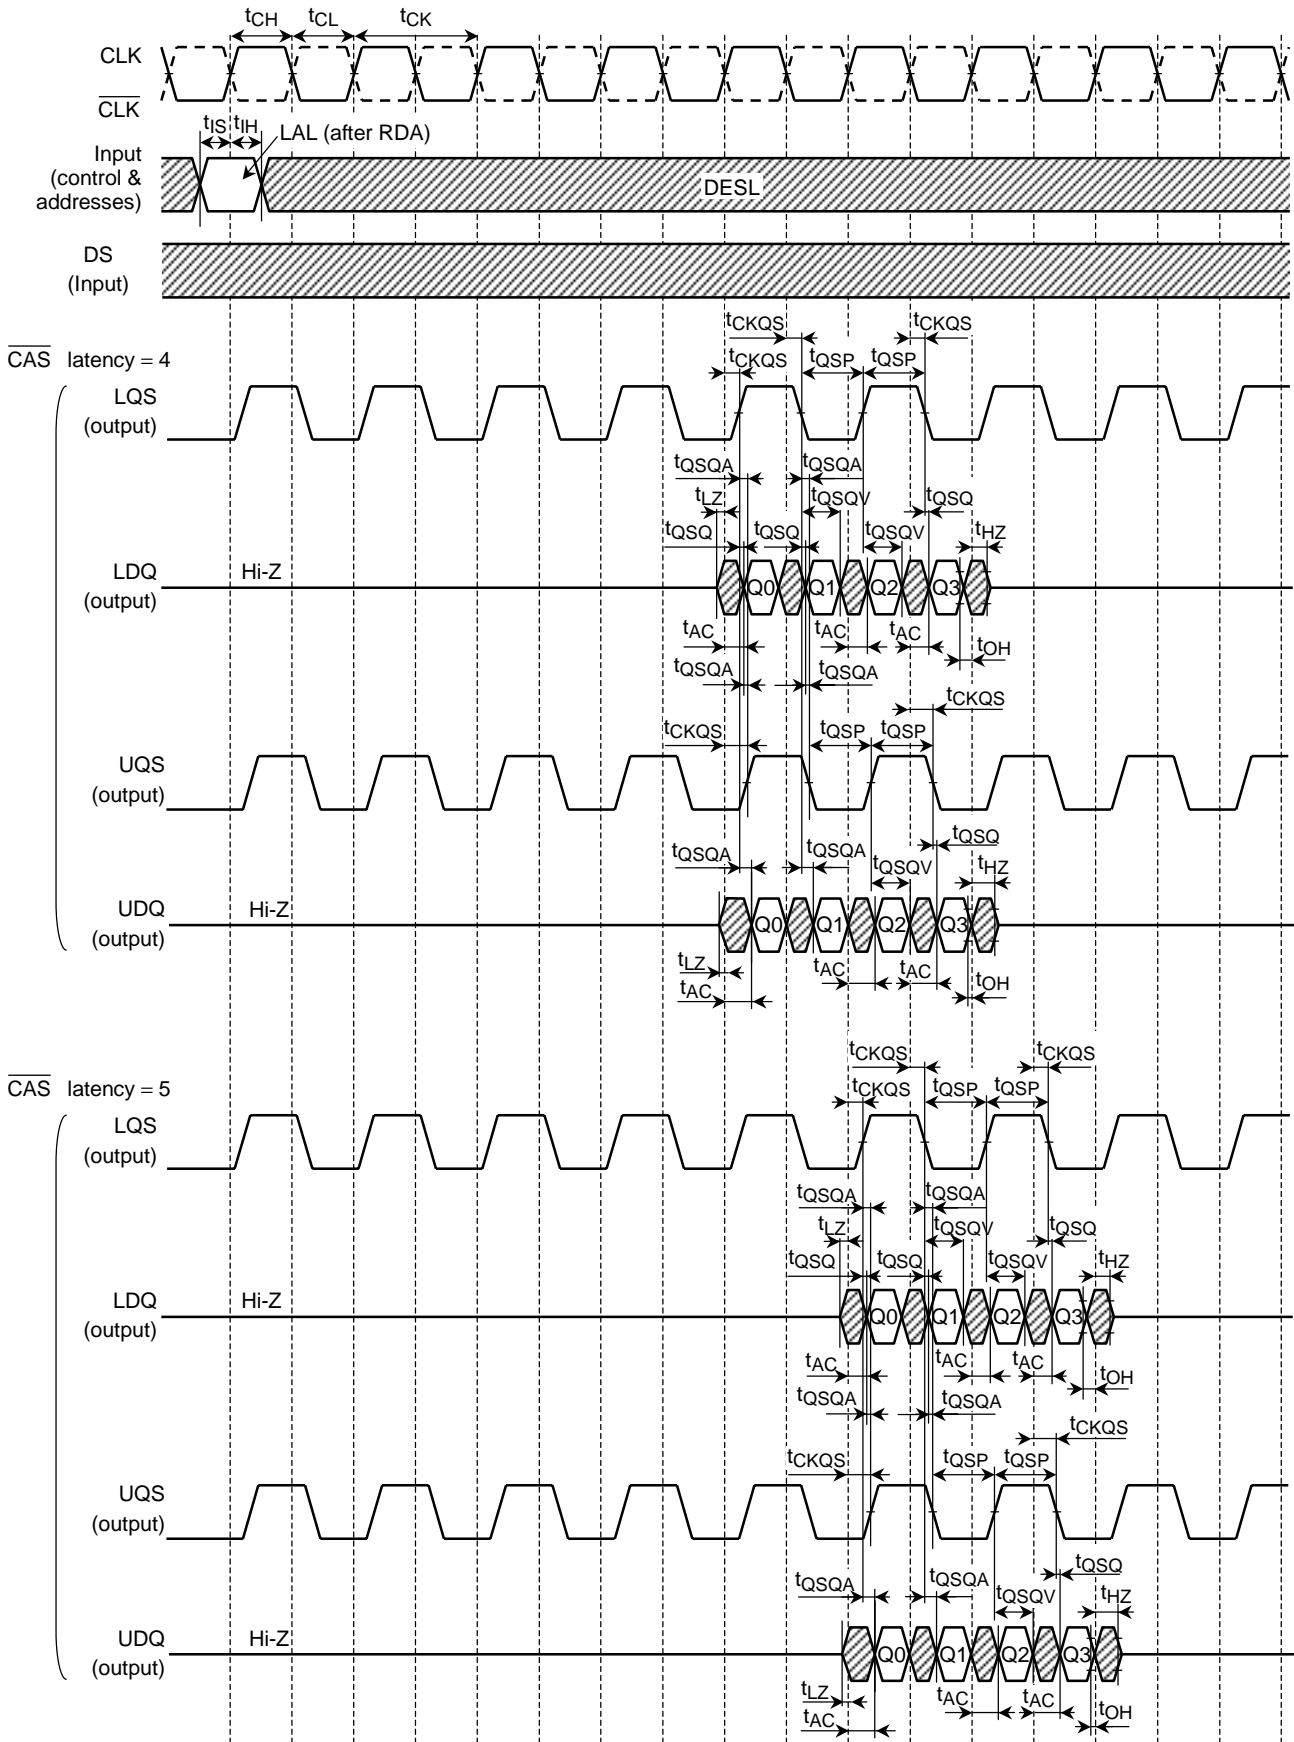 tCH tCL tCK
CLK
CLK
tIS tIH LAL (after RDA)
Input
(control &
addresses)
DESL
DS
(Input)
tCKQS tCKQS
CAS latency = 4
tCKQS tQSP tQSP
LQS
(output)
tQSQA tQSQA
tLZ tQSQV tQSQ
tQSQ tQSQ tQSQV tHZ
LDQ
(output)
Hi-Z
Q0 Q1 Q2 Q3
tAC tAC tAC tOH
tQSQA tQSQA
tCKQS
tCKQS tQSP tQSP
UQS
(output)
tQSQ
tQSQA tQSQA tQSQV tHZ
UDQ
(output)
Hi-Z
Q0 Q1 Q2 Q3
tLZ tAC tAC tOH
tAC
tCKQS tCKQS
CAS latency = 5
tCKQS tQSP tQSP
LQS
(output)
tQSQA tQSQA
tLZ tQSQV tQSQ
tQSQ tQSQ tQSQV tHZ
LDQ
(output)
Hi-Z
Q0 Q1 Q2 Q3
tAC tAC tAC tOH
tQSQA tQSQA
tCKQS
tCKQS tQSP tQSP
UQS
(output)
tQSQ
tQSQA tQSQA tQSQV tHZ
UDQ
(output)
Hi-Z
Q0 Q1 Q2 Q3
tLZ tAC tAC tOH
tAC